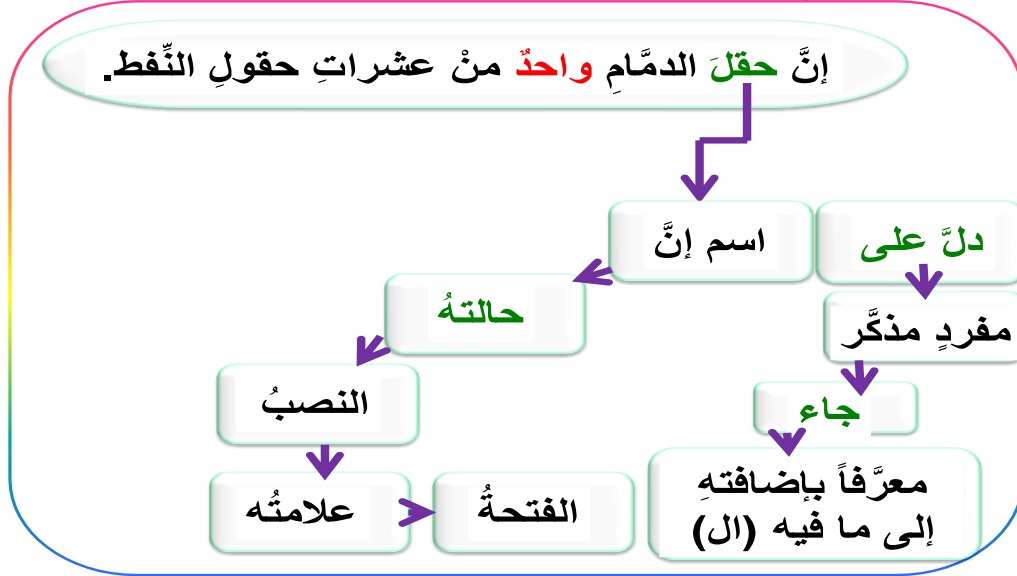 إنَّ حقلَ الدمَّامِ واحدٌ منْ عشراتِ حقولِ النِّفط.
دلَّ على
اسم إنَّ
مفردٍ مذكَّر
حالتهُ
جاء
النصبُ
معرَّفاً بإضافتهِ
إلى ما فيه (ال)
علامتُه
الفتحةُ